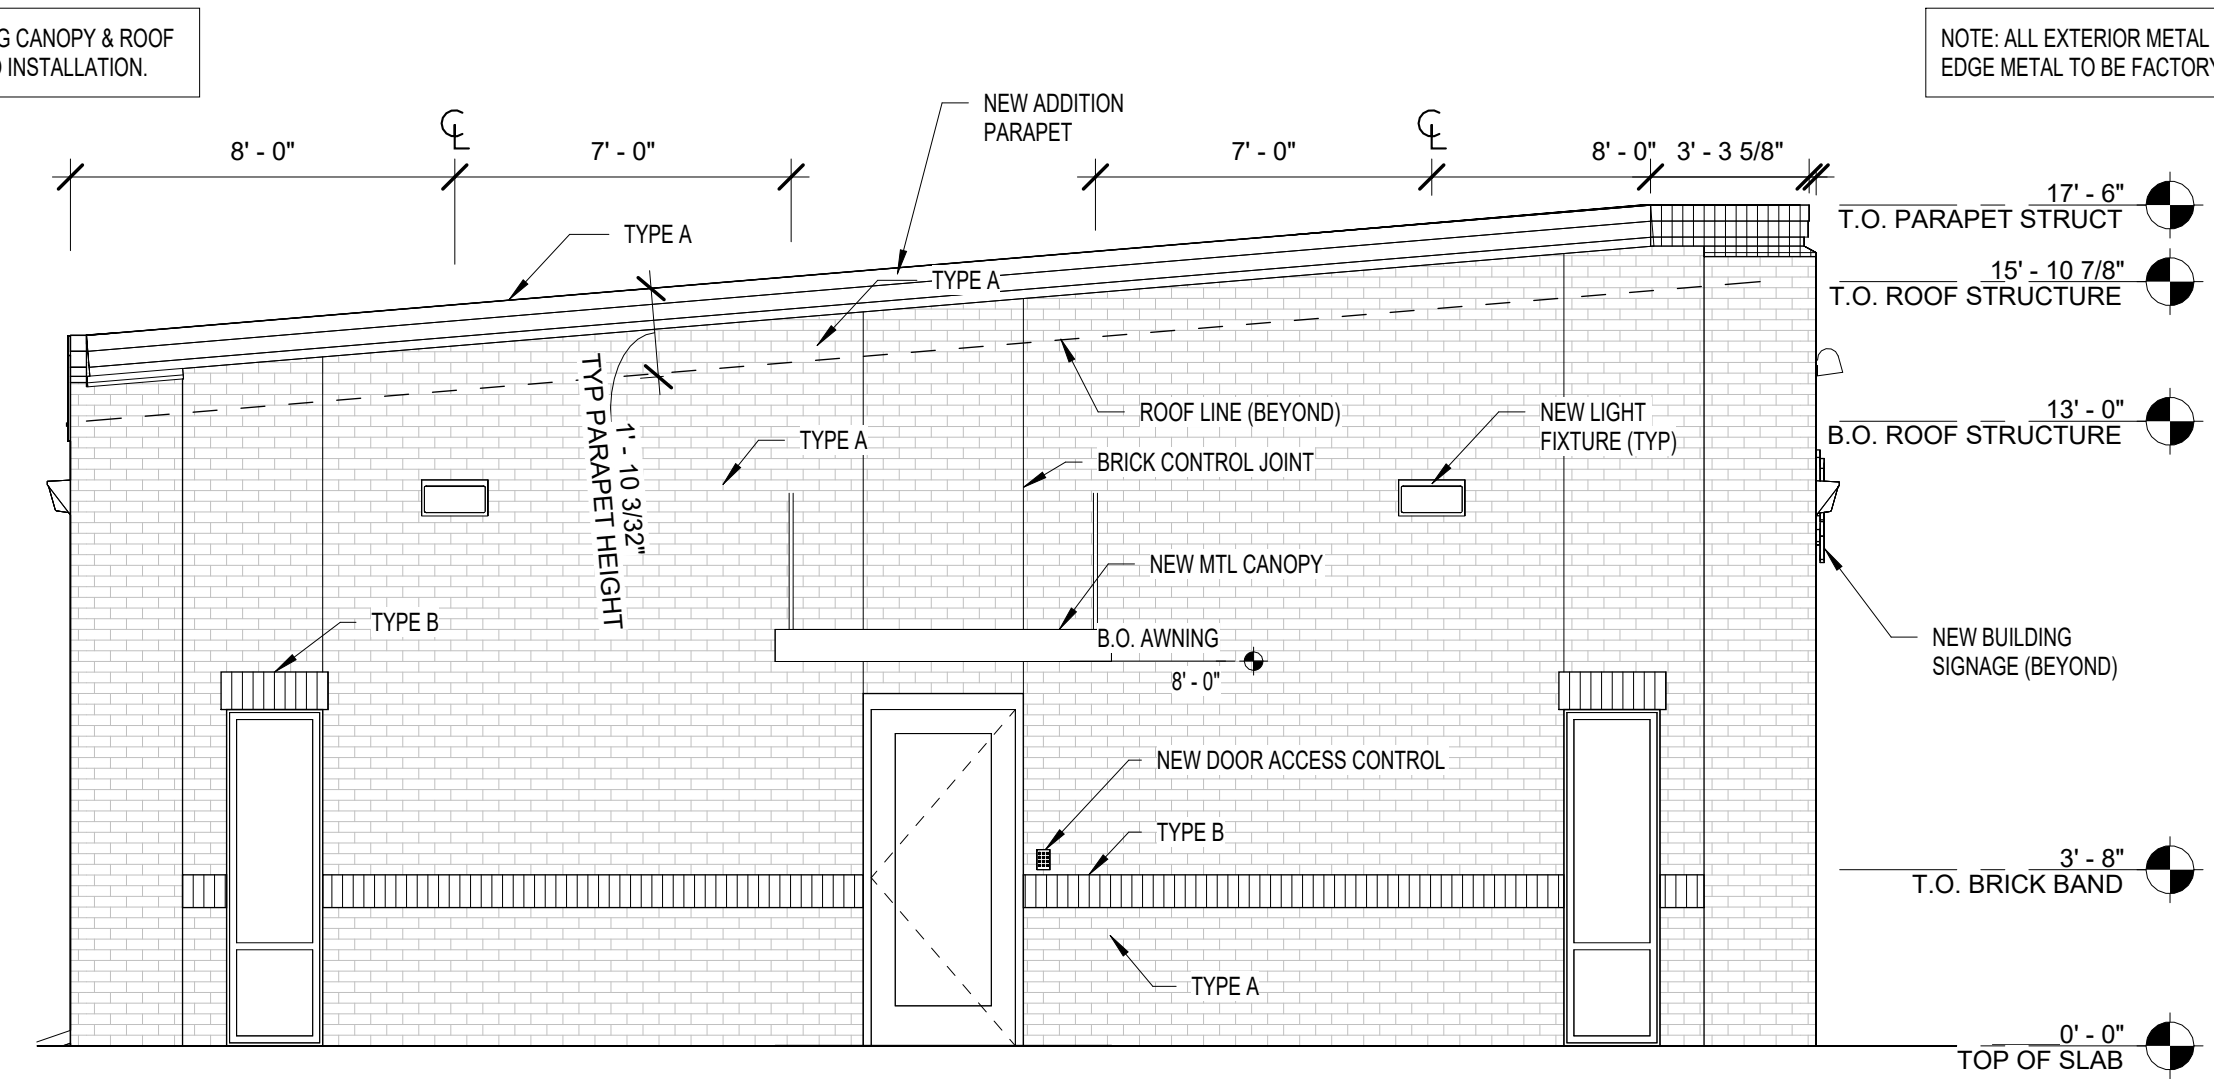 G CANOPY & ROOF
INSTALLATION.
NOTE: ALL EXTERIOR METAL
EDGE METAL TO BE FACTORY
NEW ADDITION
PARAPET
8' - 0"
7' - 0"
7' - 0"
8' - 0"
3' - 3 5/8"
17' - 6"
T.O. PARAPET STRUCT
TYPE A
TYPE A
15' - 10 7/8"
T.O. ROOF STRUCTURE
1' - 10 3/32"
TYP PARAPET HEIGHT
ROOF LINE (BEYOND)
NEW LIGHT
FIXTURE (TYP)
13' - 0"
B.O. ROOF STRUCTURE
TYPE A
BRICK CONTROL JOINT
NEW MTL CANOPY
TYPE B
B.O. AWNING
8' - 0"
NEW BUILDING
SIGNAGE (BEYOND)
NEW DOOR ACCESS CONTROL
TYPE B
3' - 8"
T.O. BRICK BAND
TYPE A
0' - 0"
TOP OF SLAB